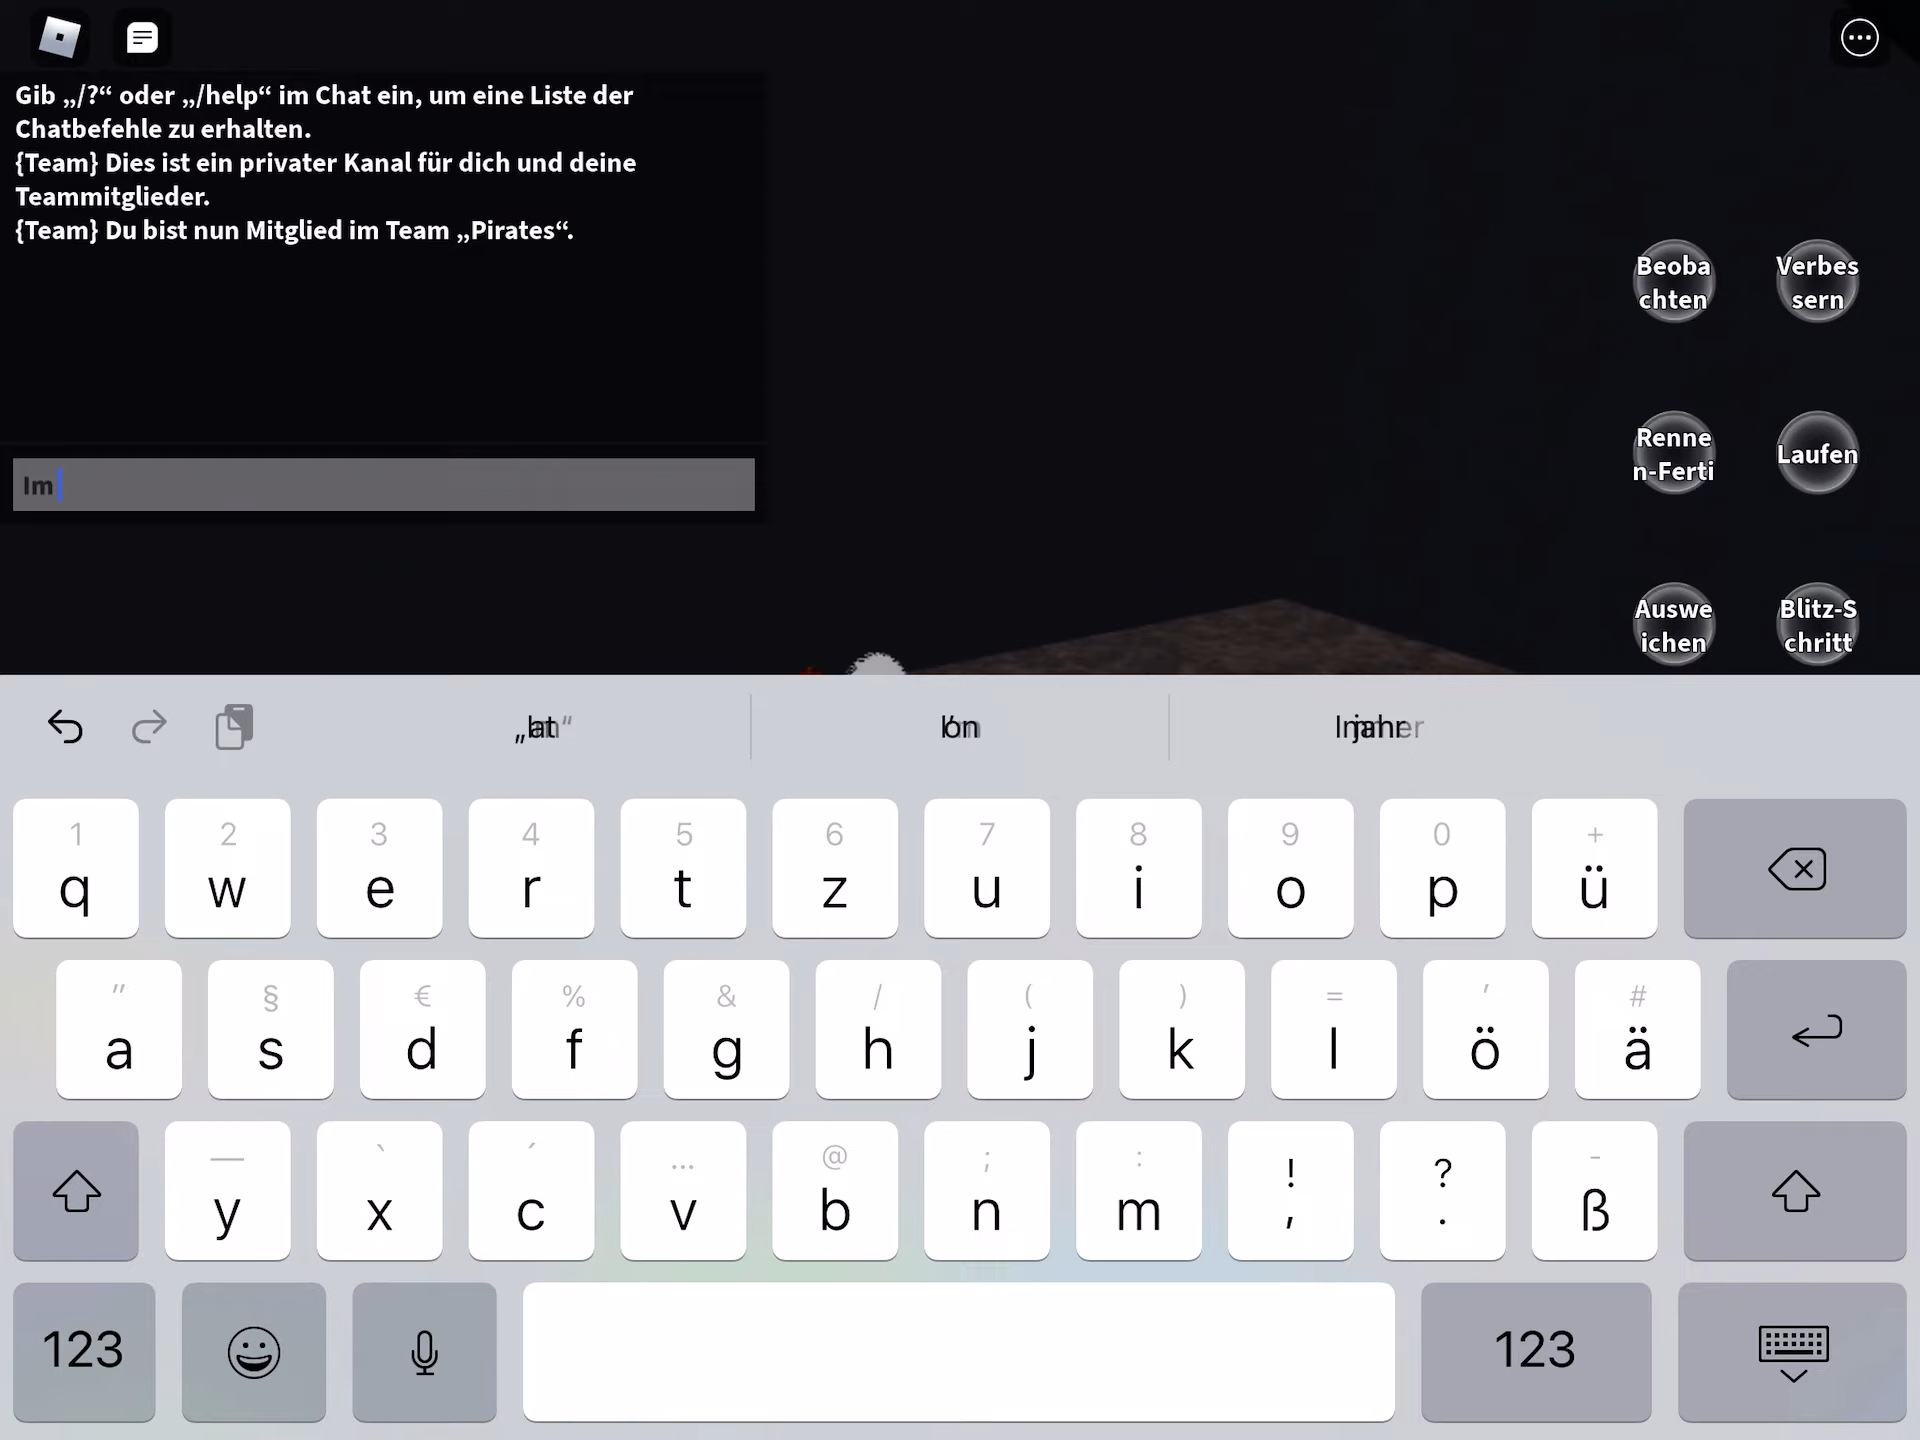 Gib „/?“ oder „/help“ im Chat ein, um eine Liste der
Chatbefehle zu erhalten.
{Team} Dies ist ein privater Kanal für dich und deine
Teammitglieder.
{Team} Du bist nun Mitglied im Team „Pirates“.
Beoba
chten
Verbes
sern
Renne
n-Ferti
Laufen
Im
Auswe
ichen
Blitz-S
chritt
1 2 3 4 5 6 7 8 9 0 +
q w e r t z u i o p ü
" § € % & / ( ) = ' #
a s d f g h j k l ö ä
— ` ´ ... @ ; : ! ? -
y x c v b n m , . ß
123 123